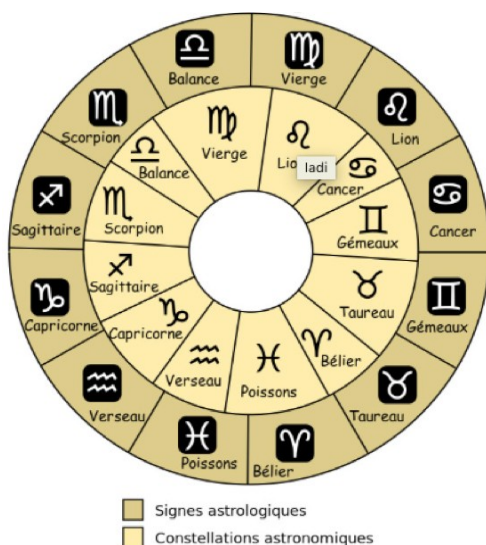 Balance
Vierge
Scorpion
Lion
Sagittaire
Cancer
Capricorne
Gémeaux
Verseau
Taureau
Poissons
Bélier
Vierge
Balance
Lion
ladi
Cancer
Scorpion
Gémeaux
Sagittaire
Taureau
Capricorne
Bélier
Verseau
Poissons
Signes astrologiques
Constellations astronomiques